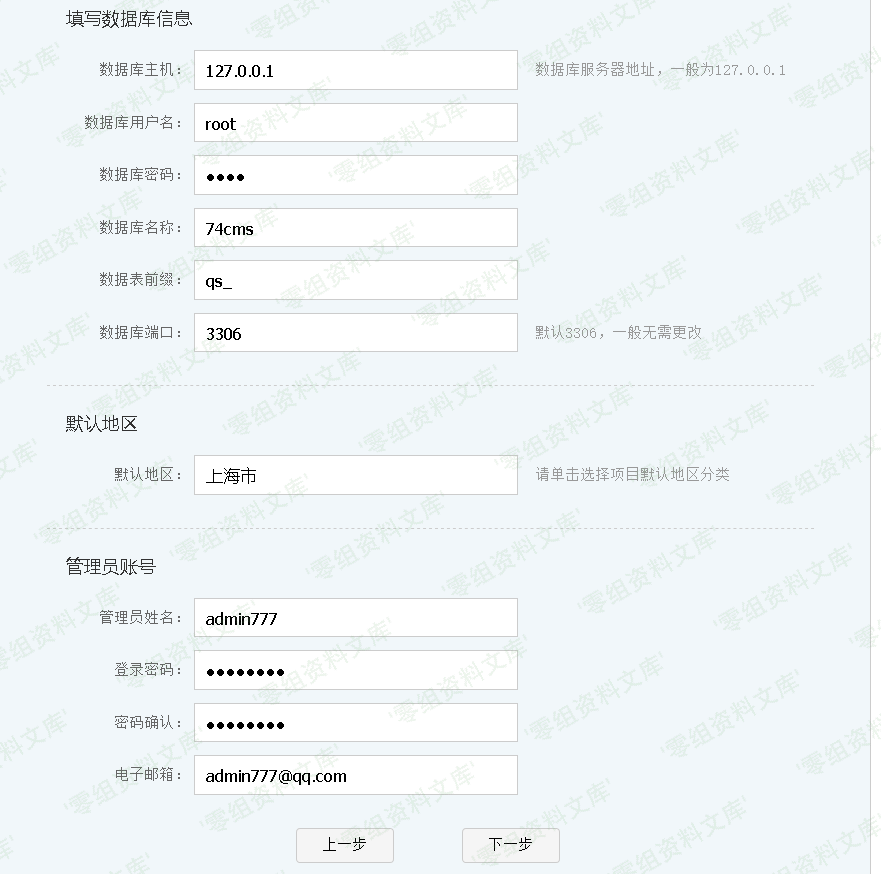 填写数据库信息
数据库主机： 127.0.0.1 数据库服务器地址，一般为127.0.0.1
数据库用户名： root
数据库密码： ●●●●
数据库名称： 74cms
数据表前缀： qs_
数据库端口： 3306 默认3306，一般无需更改
默认地区
默认地区： 上海市 请单击选择项目默认地区分类
管理员账号
管理员姓名： admin777
登录密码： ●●●●●●●●
密码确认： ●●●●●●●●
电子邮箱： admin777@qq.com
上一步 下一步
零组资料文库